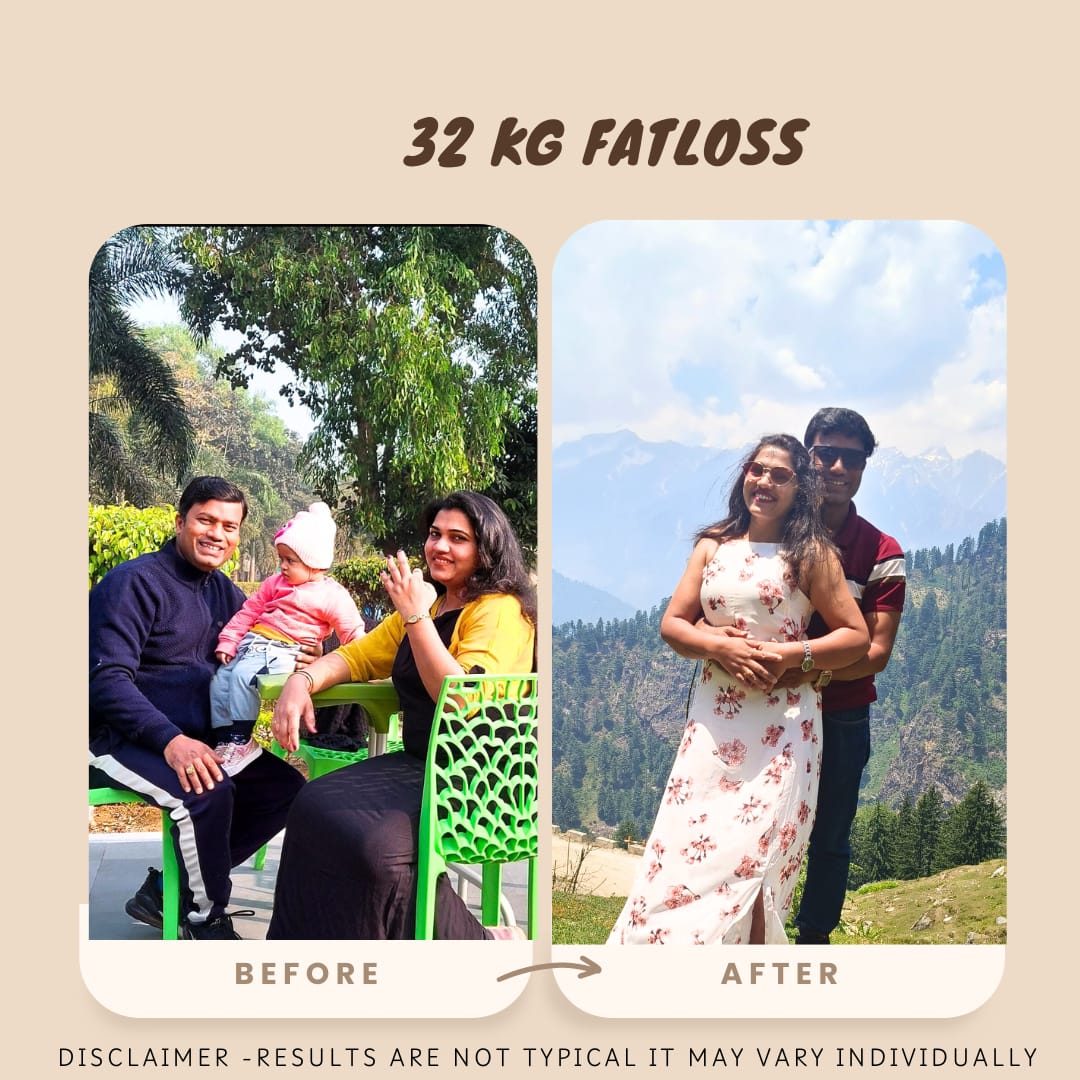 32 KG FATLOSS
BEFORE
AFTER
DISCLAIMER -RESULTS ARE NOT TYPICAL IT MAY VARY INDIVIDUALLY